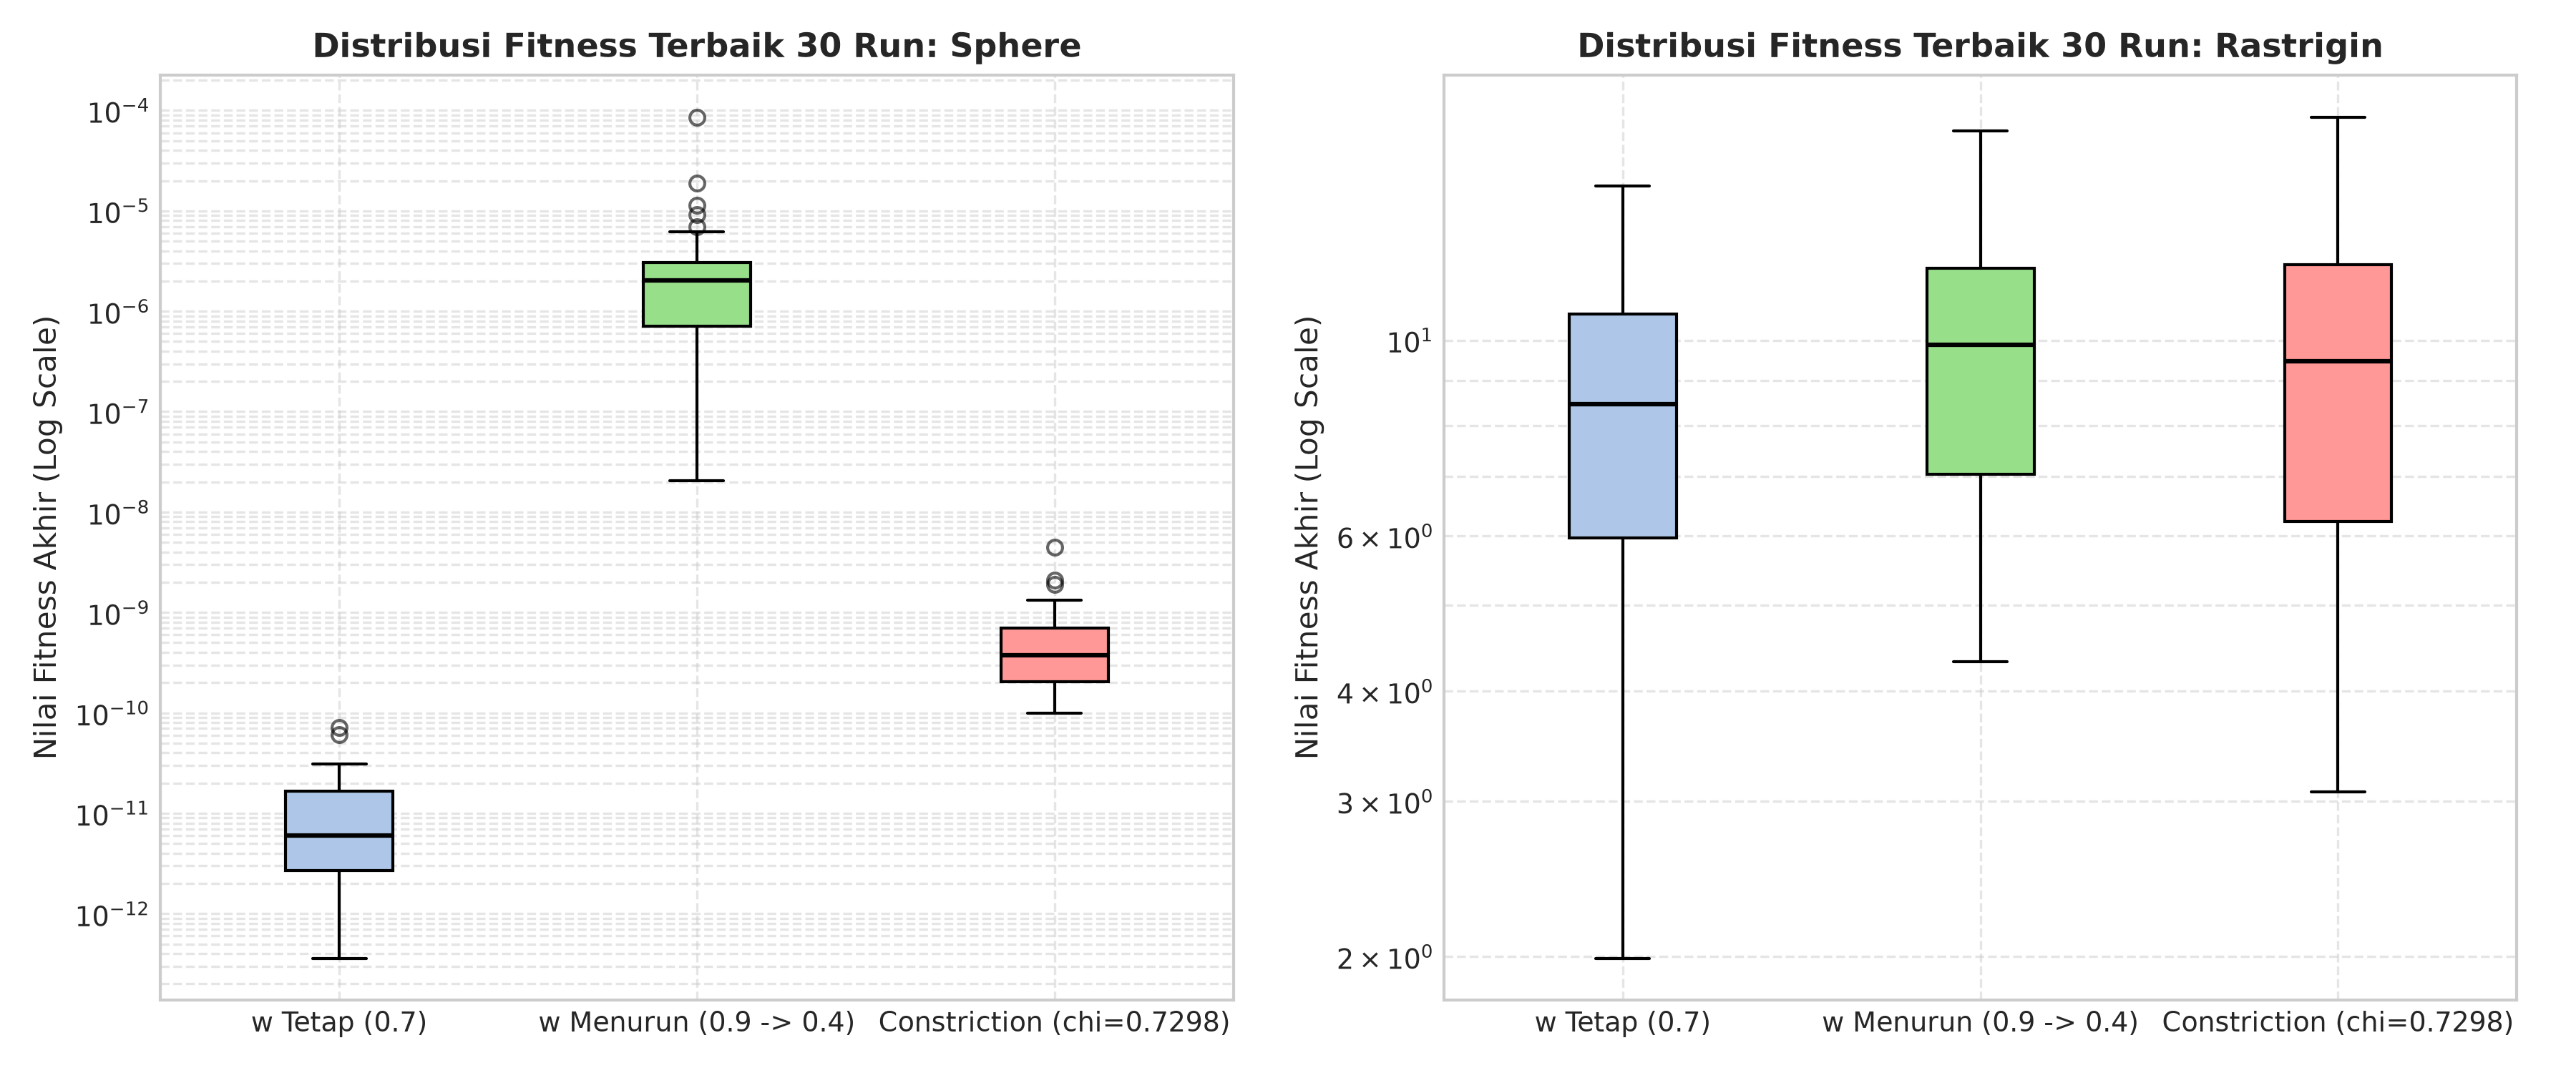 Distribusi Fitness Terbaik 30 Run: Sphere
Nilai Fitness Akhir (Log Scale)
10⁻⁴
10⁻⁵
10⁻⁶
10⁻⁷
10⁻⁸
10⁻⁹
10⁻¹⁰
10⁻¹¹
10⁻¹²
w Tetap (0.7)
w Menurun (0.9 -> 0.4)
Constriction (chi=0.7298)
Distribusi Fitness Terbaik 30 Run: Rastrigin
Nilai Fitness Akhir (Log Scale)
10¹
6 × 10⁰
4 × 10⁰
3 × 10⁰
2 × 10⁰
w Tetap (0.7)
w Menurun (0.9 -> 0.4)
Constriction (chi=0.7298)